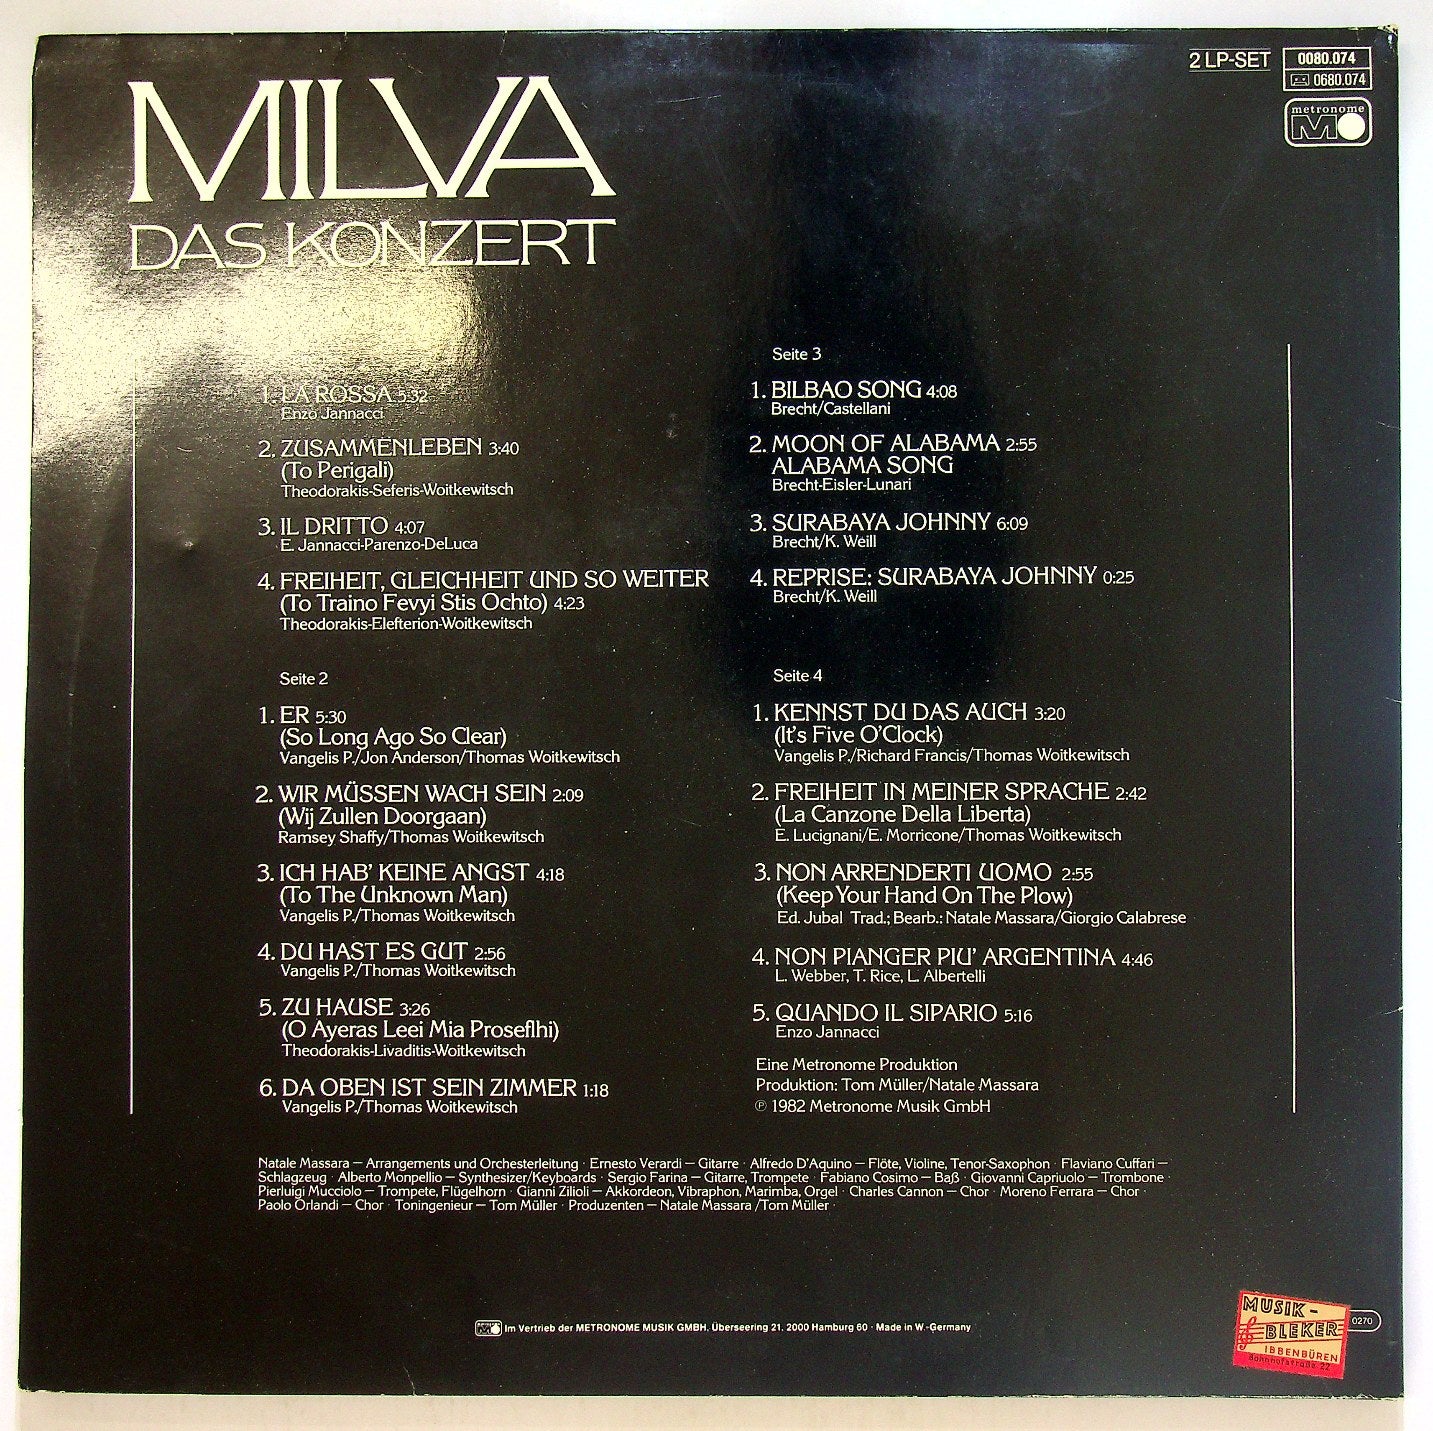 MILVA
DAS KONZERT
2 LP-SET
0080.074
0680.074
metronome
1. LA ROSSA 5:32
Enzo Jannacci
2. ZUSAMMENLEBEN 3:40
(To Perigali)
Theodorakis-Seferis-Woitkewitsch
3. IL DRITTO 4:07
E. Jannacci-Parenzo-DeLuca
4. FREIHEIT, GLEICHHEIT UND SO WEITER
(To Traino Fevyi Stis Ochto) 4:23
Theodorakis-Elefterion-Woitkewitsch
Seite 2
1. ER 5:30
(So Long Ago So Clear)
Vangelis P./Jon Anderson/Thomas Woitkewitsch
2. WIR MÜSSEN WACH SEIN 2:09
(Wij Zullen Doorgaan)
Ramsey Shaffy/Thomas Woitkewitsch
3. ICH HAB' KEINE ANGST 4:18
(To The Unknown Man)
Vangelis P./Thomas Woitkewitsch
4. DU HAST ES GUT 2:56
Vangelis P./Thomas Woitkewitsch
5. ZU HAUSE 3:26
(O Ayeras Leei Mia Proseflhi)
Theodorakis-Livaditis-Woitkewitsch
6. DA OBEN IST SEIN ZIMMER 1:18
Vangelis P./Thomas Woitkewitsch
Seite 3
1. BILBAO SONG 4:08
Brecht/Castellani
2. MOON OF ALABAMA 2:55
ALABAMA SONG
Brecht-Eisler-Lunari
3. SURABAYA JOHNNY 6:09
Brecht/K. Weill
4. REPRISE: SURABAYA JOHNNY 0:25
Brecht/K. Weill
Seite 4
1. KENNST DU DAS AUCH 3:20
(It's Five O'Clock)
Vangelis P./Richard Francis/Thomas Woitkewitsch
2. FREIHEIT IN MEINER SPRACHE 2:42
(La Canzone Della Liberta)
E. Lucignani/E. Morricone/Thomas Woitkewitsch
3. NON ARRENDERTI UOMO 2:55
(Keep Your Hand On The Plow)
Ed. Jubal Trad.; Bearb.: Natale Massara/Giorgio Calabrese
4. NON PIANGER PIU' ARGENTINA 4:46
L. Webber, T. Rice, L. Albertelli
5. QUANDO IL SIPARIO 5:16
Enzo Jannacci
Eine Metronome Produktion
Produktion: Tom Müller/Natale Massara
℗ 1982 Metronome Musik GmbH
Natale Massara – Arrangements und Orchesterleitung · Ernesto Verardi – Gitarre · Alfredo D'Aquino – Flöte, Violine, Tenor-Saxophon · Flaviano Cuffari –
Schlagzeug · Alberto Monpellio – Synthesizer/Keyboards · Sergio Farina – Gitarre, Trompete · Fabiano Cosimo – Baß · Giovanni Capriuolo – Trombone ·
Pierluigi Mucciolo – Trompete, Flügelhorn · Gianni Zilioli – Akkordeon, Vibraphon, Marimba, Orgel · Charles Cannon – Chor · Moreno Ferrara – Chor ·
Paolo Orlandi – Chor · Toningenieur – Tom Müller · Produzenten – Natale Massara /Tom Müller ·
Im Vertrieb der METRONOME MUSIK GMBH, Überseering 21, 2000 Hamburg 60 · Made in W.-Germany
MUSIK-
BLEKER
IBBENBÜREN
Bahnhofstraße 22
0270